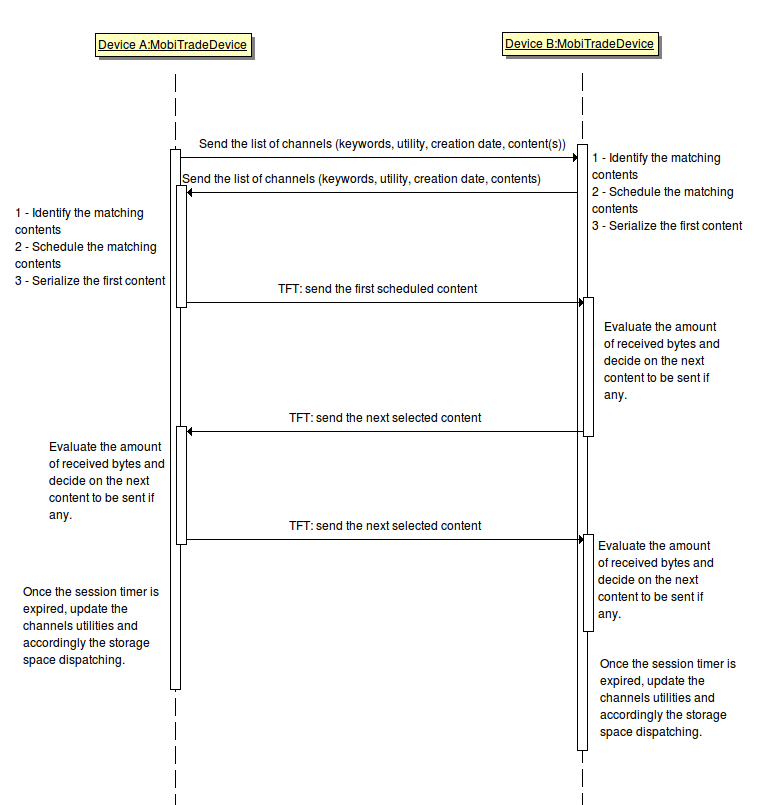 Device A:MobiTradeDevice
Device B:MobiTradeDevice
Send the list of channels (keywords, utility, creation date, content(s))
1 - Identify the matching
contents
2 - Schedule the matching
contents
3 - Serialize the first content
Send the list of channels (keywords, utility, creation date, contents)
1 - Identify the matching
contents
2 - Schedule the matching
contents
3 - Serialize the first content
TFT: send the first scheduled content
Evaluate the amount
of received bytes and
decide on the next
content to be sent if
any.
TFT: send the next selected content
Evaluate the amount
of received bytes and
decide on the next
content to be sent if
any.
TFT: send the next selected content
Evaluate the amount
of received bytes and
decide on the next
content to be sent if
any.
Once the session timer is
expired, update the
channels utilities and
accordingly the storage
space dispatching.
Once the session timer is
expired, update the
channels utilities and
accordingly the storage
space dispatching.